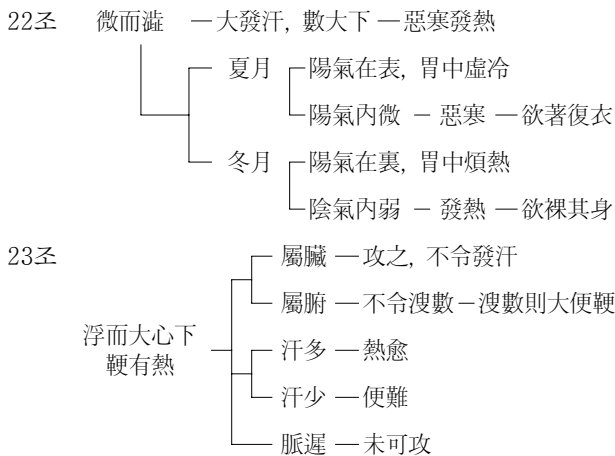 22조 微而澁 ― 大發汗, 數大下 ― 惡寒發熱
夏月 陽氣在表, 胃中虛冷
陽氣內微 － 惡寒 ― 欲著復衣
冬月 陽氣在裏, 胃中煩熱
陰氣內弱 － 發熱 ― 欲裸其身
23조
屬臟 ― 攻之, 不令發汗
屬腑 ― 不令溲數 － 溲數則大便鞕
浮而大心下
鞕有熱
汗多 ― 熱愈
汗少 ― 便難
脈遲 ― 未可攻